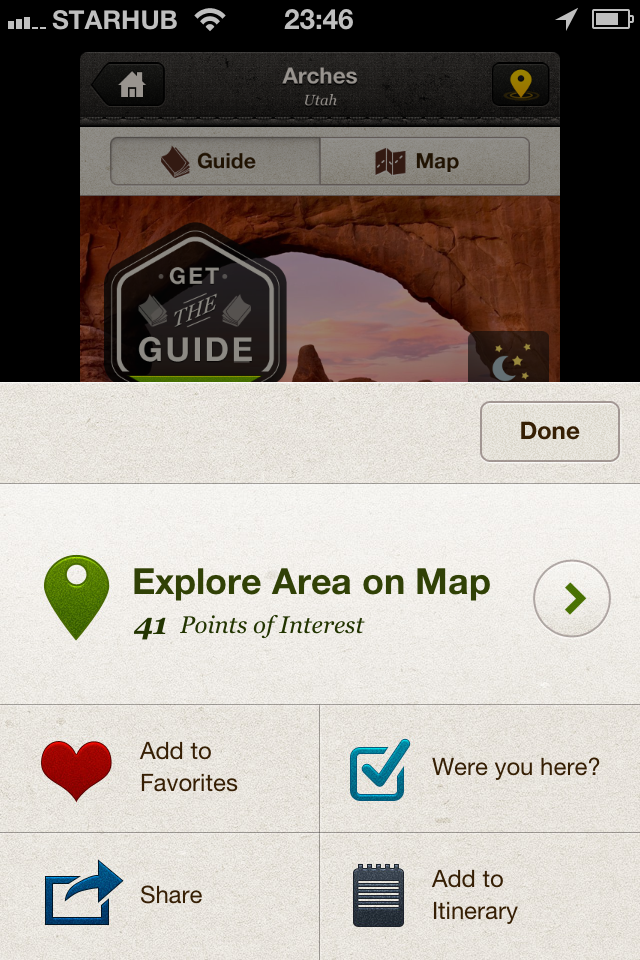 STARHUB 23:46
Arches
Utah
Guide Map
GET
THE
GUIDE
Done
Explore Area on Map
41 Points of Interest
Add to
Favorites
Were you here?
Share
Add to
Itinerary